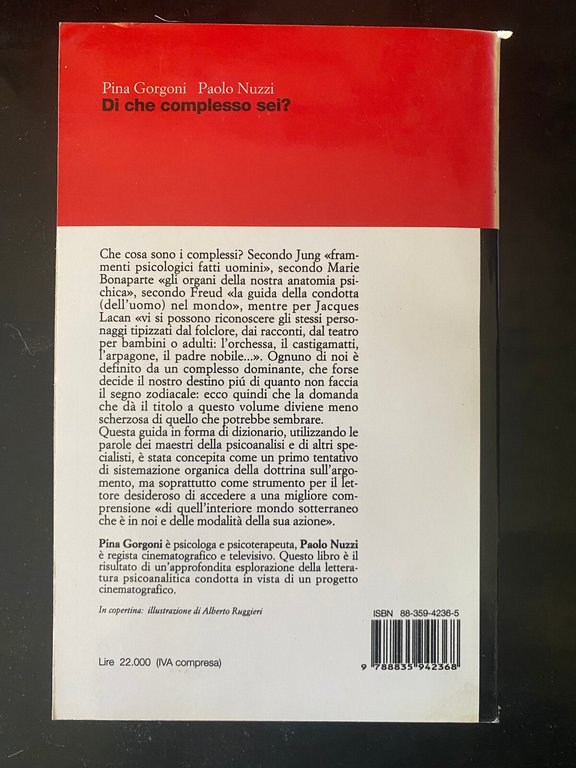 Pina Gorgoni Paolo Nuzzi
Di che complesso sei?
Che cosa sono i complessi? Secondo Jung «fram-
menti psicologici fatti uomini», secondo Marie
Bonaparte «gli organi della nostra anatomia psi-
chica», secondo Freud «la guida della condotta
(dell'uomo) nel mondo», mentre per Jacques
Lacan «vi si possono riconoscere gli stessi perso-
naggi tipizzati dal folclore, dai racconti, dal teatro
per bambini o adulti: l'orchessa, il castigamatti,
l'arpagone, il padre nobile...». Ognuno di noi è
definito da un complesso dominante, che forse
decide il nostro destino piú di quanto non faccia
il segno zodiacale: ecco quindi che la domanda
che dà il titolo a questo volume diviene meno
scherzosa di quello che potrebbe sembrare.
Questa guida in forma di dizionario, utilizzando le
parole dei maestri della psicoanalisi e di altri spe-
cialisti, è stata concepita come un primo tentativo
di sistemazione organica della dottrina sull'argo-
mento, ma soprattutto come strumento per il let-
tore desideroso di accedere a una migliore com-
prensione «di quell'interiore mondo sotterraneo
che è in noi e delle modalità della sua azione».
Pina Gorgoni è psicologa e psicoterapeuta, Paolo Nuzzi
è regista cinematografico e televisivo. Questo libro è il
risultato di un'approfondita esplorazione della lettera-
tura psicoanalitica condotta in vista di un progetto
cinematografico.
In copertina: illustrazione di Alberto Ruggieri
ISBN 88-359-4236-5
9 788835 942368
Lire 22.000 (IVA compresa)